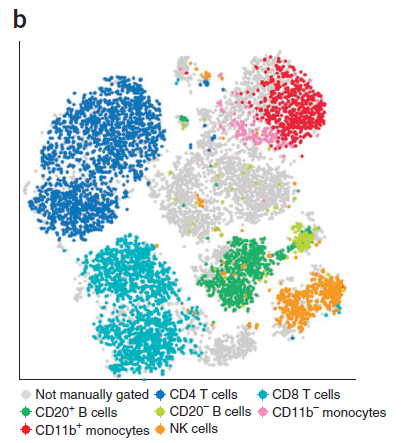 b
Not manually gated CD4 T cells CD8 T cells
CD20+ B cells CD20− B cells CD11b− monocytes
CD11b+ monocytes NK cells